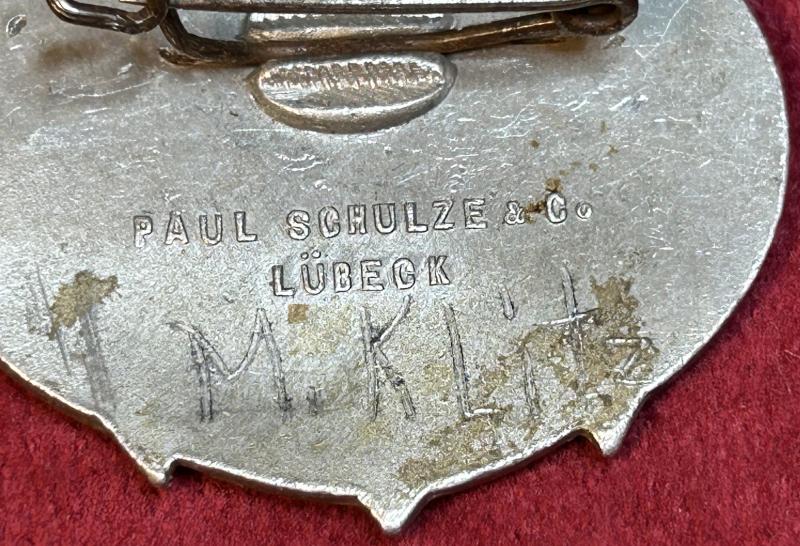 PAUL SCHULZE & Co
LÜBECK
M. KLitz